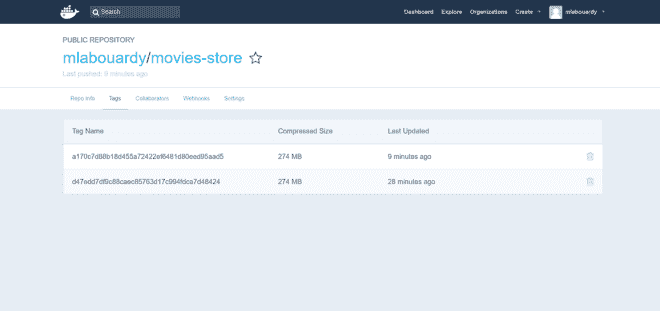 Search
Dashboard Explore Organizations Create mlabouardy
PUBLIC REPOSITORY
mlabouardy/movies-store
Last pushed: 9 minutes ago
Repo Info Tags Collaborators Webhooks Settings
Tag Name Compressed Size Last Updated
274 MB 9 minutes ago
274 MB 28 minutes ago